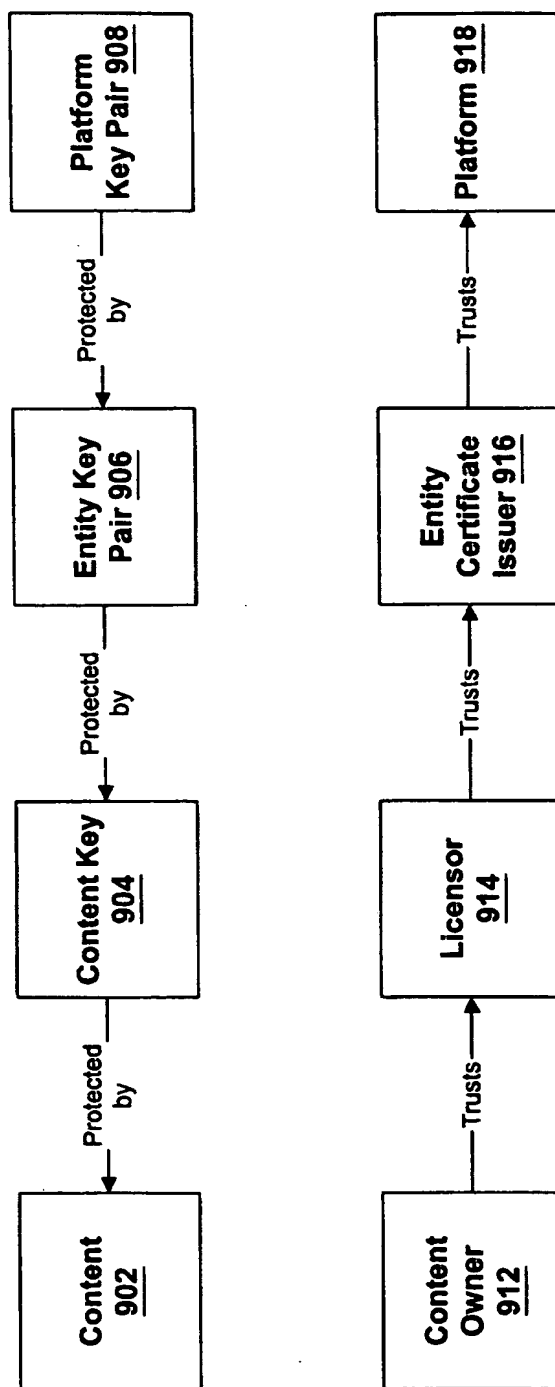 Content
902
Protected
by
Content Key
904
Protected
by
Entity Key
Pair 906
Protected
by
Platform
Key Pair 908
Content
Owner
912
Trusts
Licensor
914
Trusts
Entity
Certificate
Issuer 916
Trusts
Platform 918